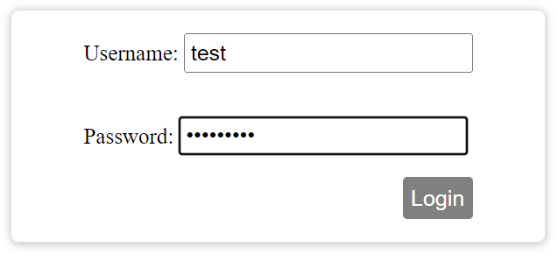 Username: test
Password: •••••••••
Login